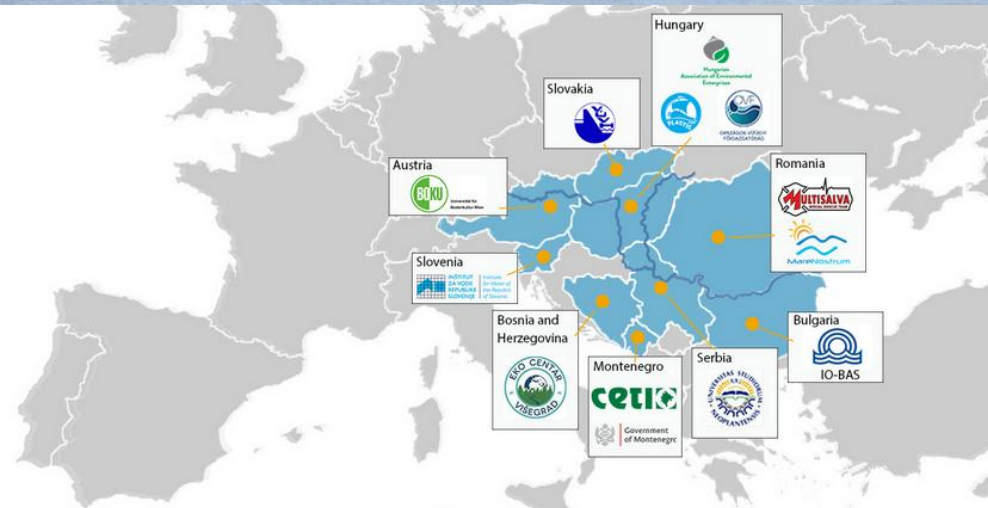 Hungary
Hungarian
Association of Environmental
Enterprises
PLASTIC
OVF
ORSZÁGOS VÍZÜGYI
FŐIGAZGATÓSÁG
Slovakia
Austria
BOKU
Universität für
Bodenkultur Wien
Romania
MULTISALVA
MareNostrum
Slovenia
INŠTITUT
ZA VODE
REPUBLIKE
SLOVENIJE
Institute
for Water of
the Republic
of Slovenia
Bosnia and
Herzegovina
EKO CENTAR
VIŠEGRAD
Montenegro
ceti
Government
of Montenegro
Serbia
UNIVERSITAS STUDIORUM
NEOPLANTENSIS
Bulgaria
IO-BAS